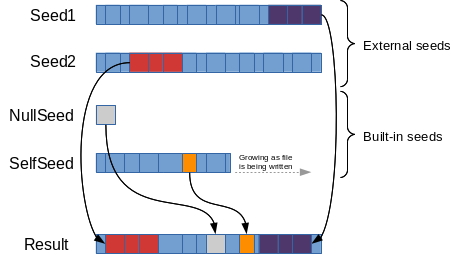 Seed1
External seeds
Seed2
NullSeed
Built-in seeds
SelfSeed
Growing as file
is being written
Result